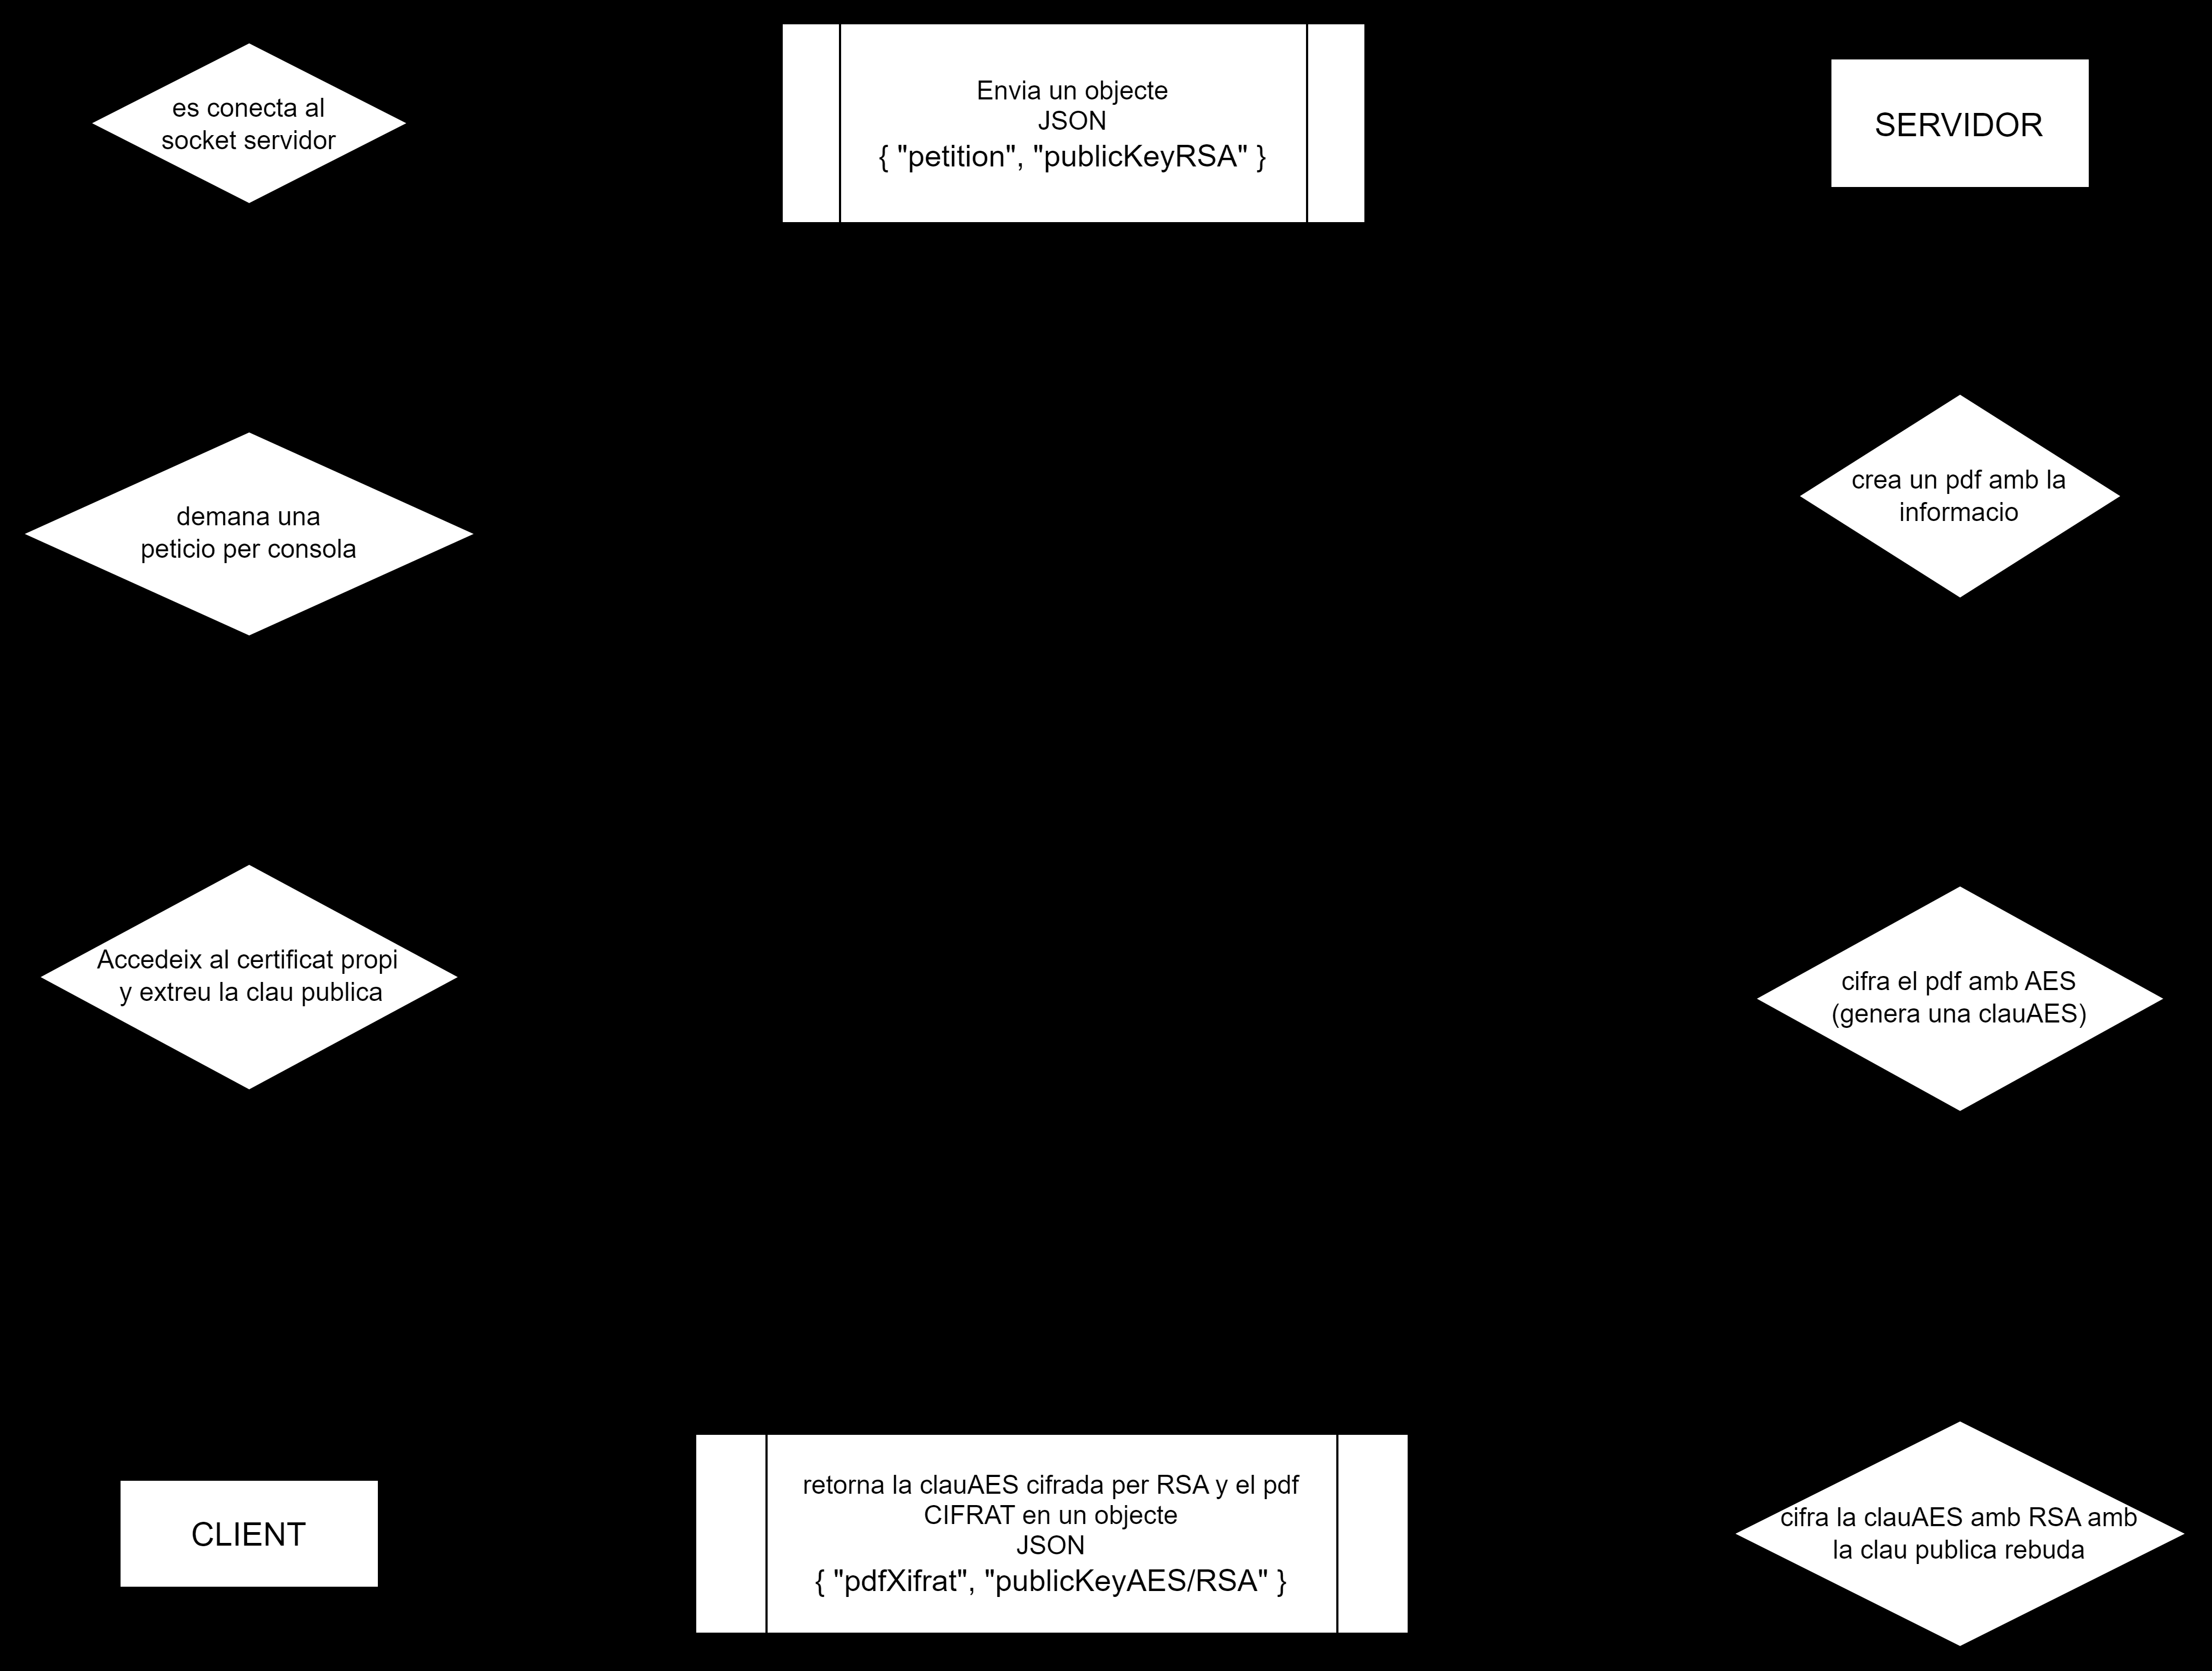 es conecta al
socket servidor
Envia un objecte
JSON
{ "petition", "publicKeyRSA" }
SERVIDOR
demana una
peticio per consola
crea un pdf amb la
informacio
Accedeix al certificat propi
y extreu la clau publica
cifra el pdf amb AES
(genera una clauAES)
CLIENT
retorna la clauAES cifrada per RSA y el pdf
CIFRAT en un objecte
JSON
{ "pdfXifrat", "publicKeyAES/RSA" }
cifra la clauAES amb RSA amb
la clau publica rebuda